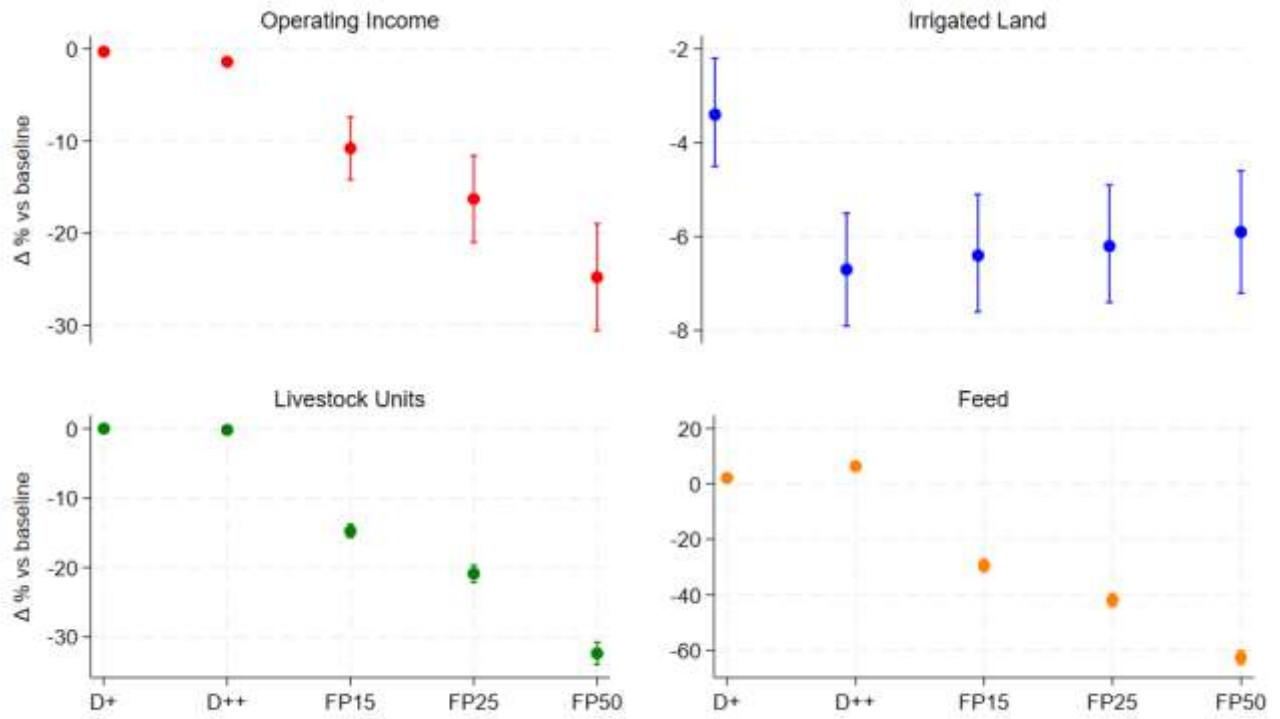 Operating Income
Δ % vs baseline
0
-10
-20
-30
Irrigated Land
-2
-4
-6
-8
Livestock Units
Δ % vs baseline
0
-10
-20
-30
D+ D++ FP15 FP25 FP50
Feed
20
0
-20
-40
-60
D+ D++ FP15 FP25 FP50